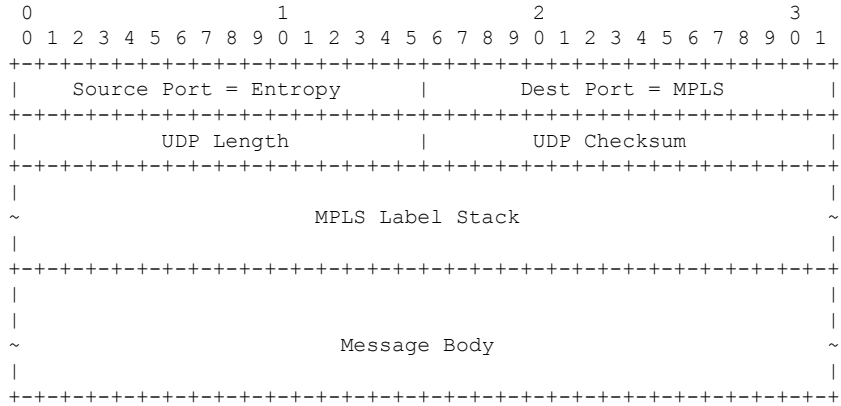 0                   1                   2                   3
 0 1 2 3 4 5 6 7 8 9 0 1 2 3 4 5 6 7 8 9 0 1 2 3 4 5 6 7 8 9 0 1
+-+-+-+-+-+-+-+-+-+-+-+-+-+-+-+-+-+-+-+-+-+-+-+-+-+-+-+-+-+-+-+-+
|    Source Port = Entropy      |       Dest Port = MPLS        |
+-+-+-+-+-+-+-+-+-+-+-+-+-+-+-+-+-+-+-+-+-+-+-+-+-+-+-+-+-+-+-+-+
|           UDP Length          |        UDP Checksum           |
+-+-+-+-+-+-+-+-+-+-+-+-+-+-+-+-+-+-+-+-+-+-+-+-+-+-+-+-+-+-+-+-+
|                                                               |
~                       MPLS Label Stack                        ~
|                                                               |
+-+-+-+-+-+-+-+-+-+-+-+-+-+-+-+-+-+-+-+-+-+-+-+-+-+-+-+-+-+-+-+-+
|                                                               |
|                                                               |
~                         Message Body                          ~
|                                                               |
+-+-+-+-+-+-+-+-+-+-+-+-+-+-+-+-+-+-+-+-+-+-+-+-+-+-+-+-+-+-+-+-+